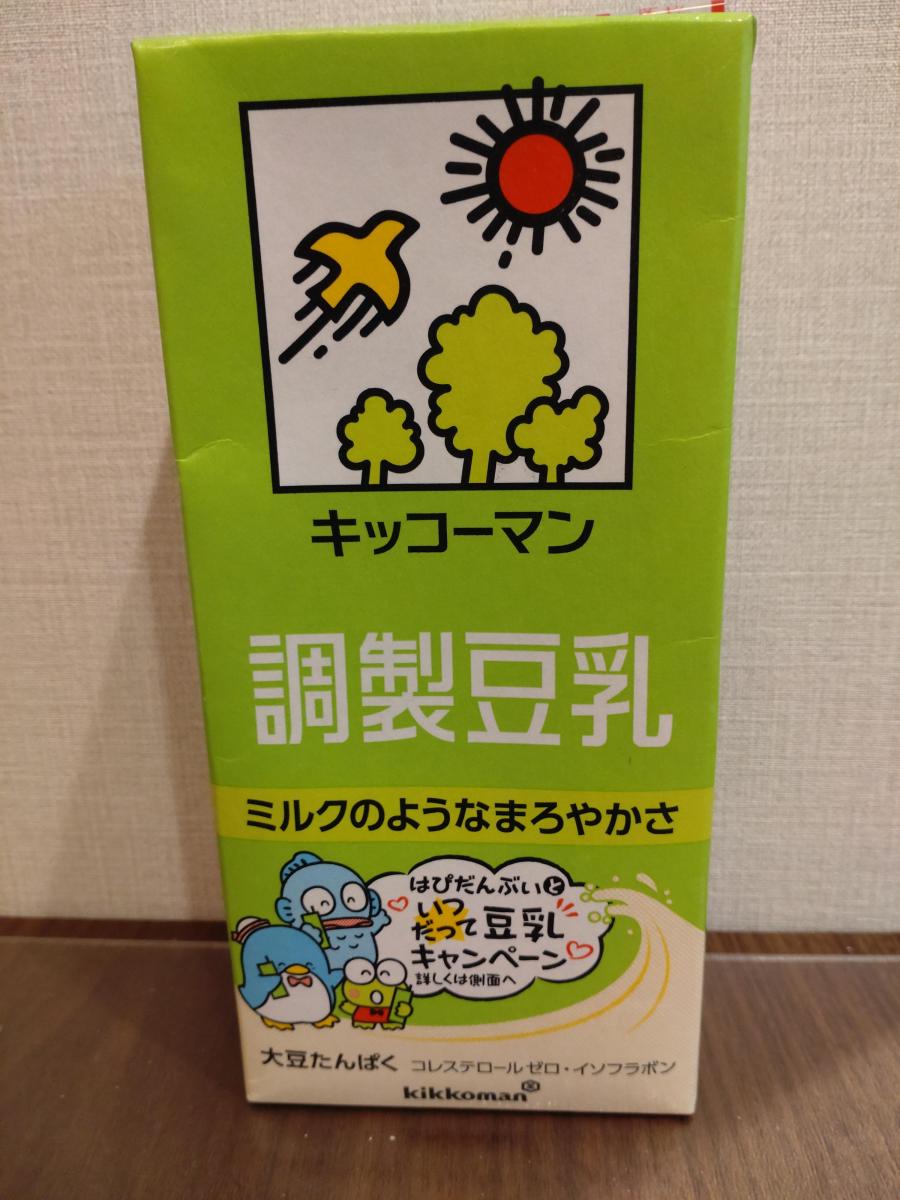 キッコーマン
調製豆乳
ミルクのようなまろやかさ
はぴだんぶいと
いつ
だって豆乳
キャンペーン
詳しくは側面へ
大豆たんぱく コレステロール ゼロ・イソフラボン
kikkoman®